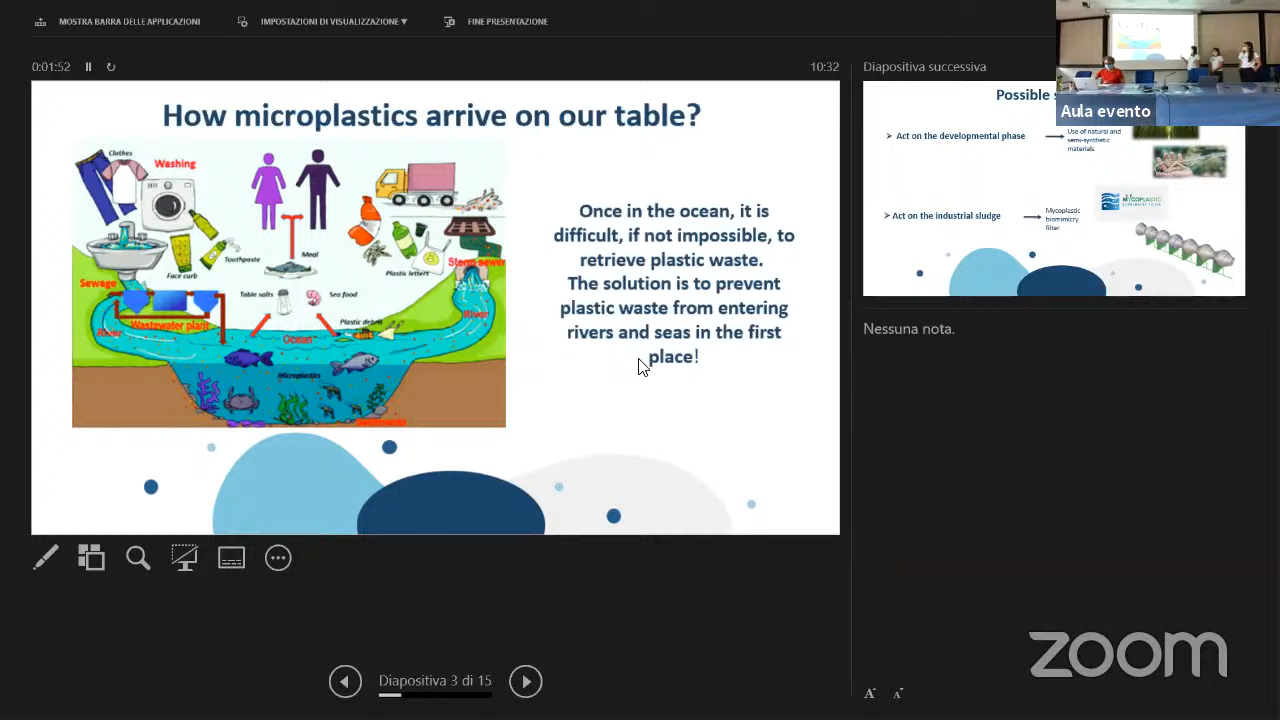 MOSTRA BARRA DELLE APPLICAZIONI
IMPOSTAZIONI DI VISUALIZZAZIONE ▼
FINE PRESENTAZIONE
0:01:52
10:32
How microplastics arrive on our table?
Clothes
Washing
Toothpaste
Face curb
Sewage
Wastewater plant
River
Meal
Table salts
Sea food
Plastic letters
Storm sewer
River
Plastic debris
Ocean
Microplastics
Once in the ocean, it is
difficult, if not impossible, to
retrieve plastic waste.
The solution is to prevent
plastic waste from entering
rivers and seas in the first
place!
Diapositiva 3 di 15
Diapositiva successiva
Aula evento
Possible
Act on the developmental phase
Use of natural and
semi-synthetic
materials
Act on the industrial sludge
Mycoplastic
biomimicry
filter
MYCOPLASTIC
Nessuna nota.
A A
zoom